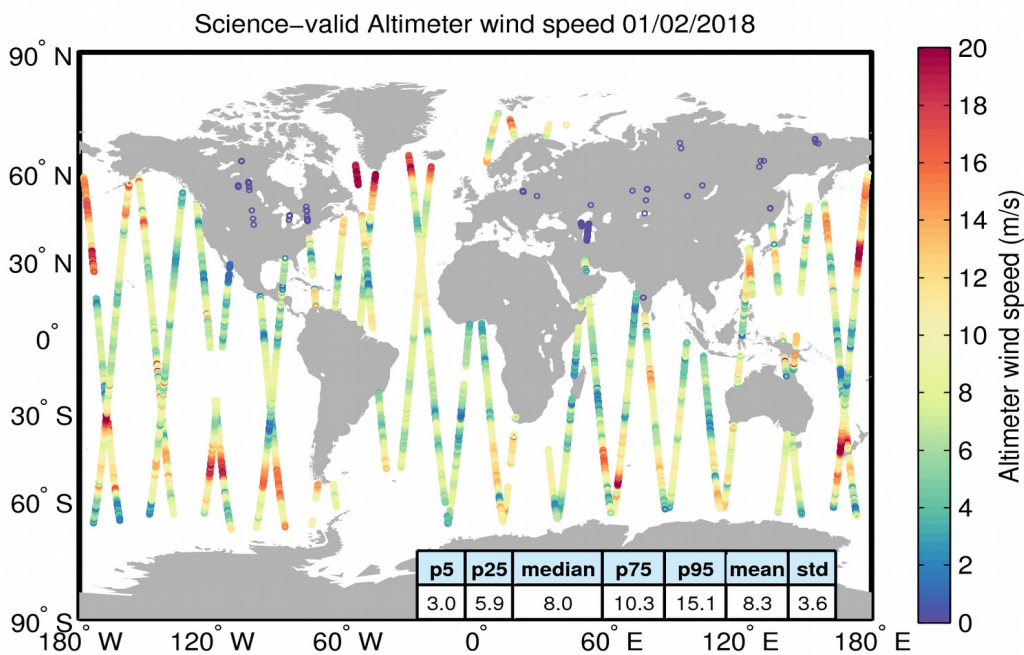 Science-valid Altimeter wind speed 01/02/2018
90° N
60° N
30° N
0°
30° S
60° S
90° S
180° W
120° W
60° W
0°
60° E
120° E
180° E
p5 p25 median p75 p95 mean std
3.0 5.9 8.0 10.3 15.1 8.3 3.6
20
18
16
14
12
10
8
6
4
2
0
Altimeter wind speed (m/s)